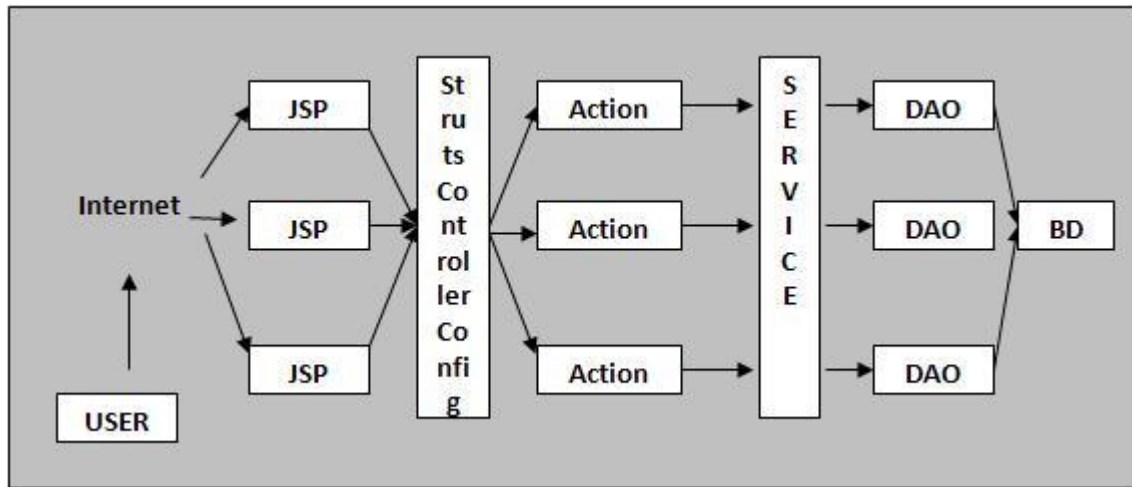 JSP
JSP
JSP
Internet
USER
St
ru
ts
Co
nt
rol
ler
Co
nfi
g
Action
Action
Action
S
E
R
V
I
C
E
DAO
DAO
DAO
BD